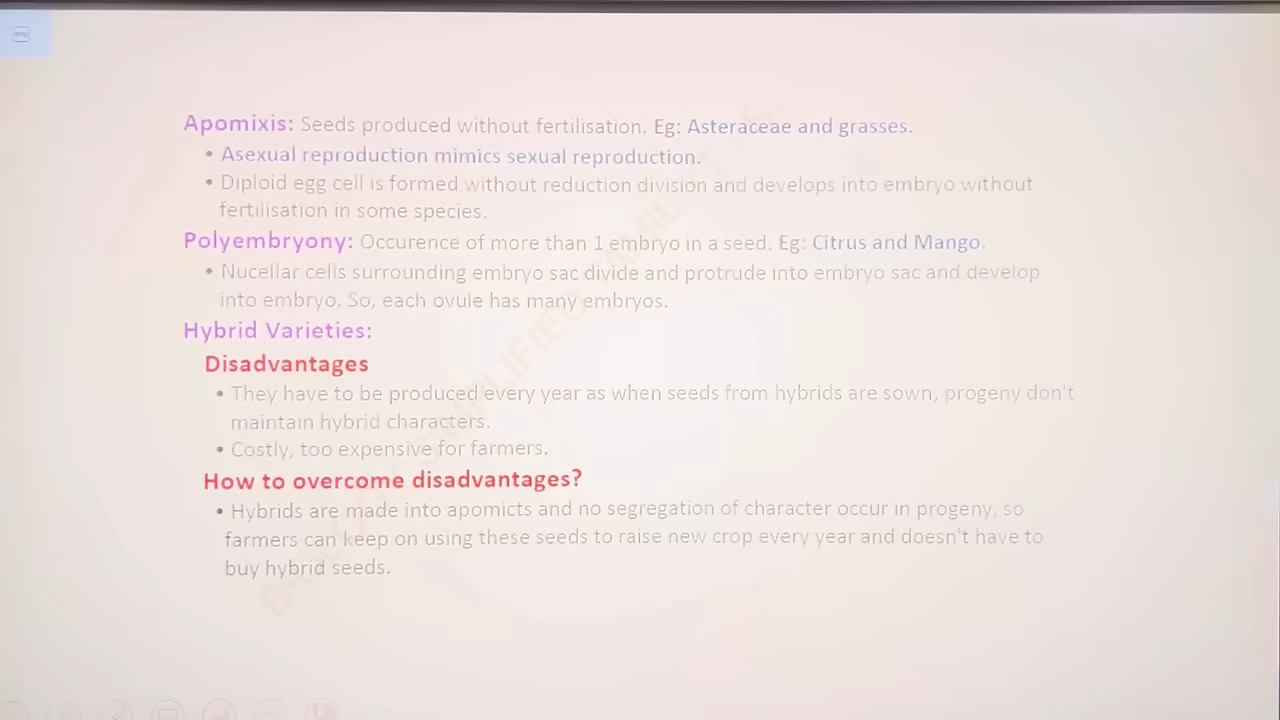 Apomixis: Seeds produced without fertilisation. Eg: Asteraceae and grasses.
• Asexual reproduction mimics sexual reproduction.
• Diploid egg cell is formed without reduction division and develops into embryo without
fertilisation in some species.
Polyembryony: Occurence of more than 1 embryo in a seed. Eg: Citrus and Mango.
• Nucellar cells surrounding embryo sac divide and protrude into embryo sac and develop
into embryo. So, each ovule has many embryos.
Hybrid Varieties:
Disadvantages
• They have to be produced every year as when seeds from hybrids are sown, progeny don't
maintain hybrid characters.
• Costly, too expensive for farmers.
How to overcome disadvantages?
• Hybrids are made into apomicts and no segregation of character occur in progeny, so
farmers can keep on using these seeds to raise new crop every year and doesn't have to
buy hybrid seeds.